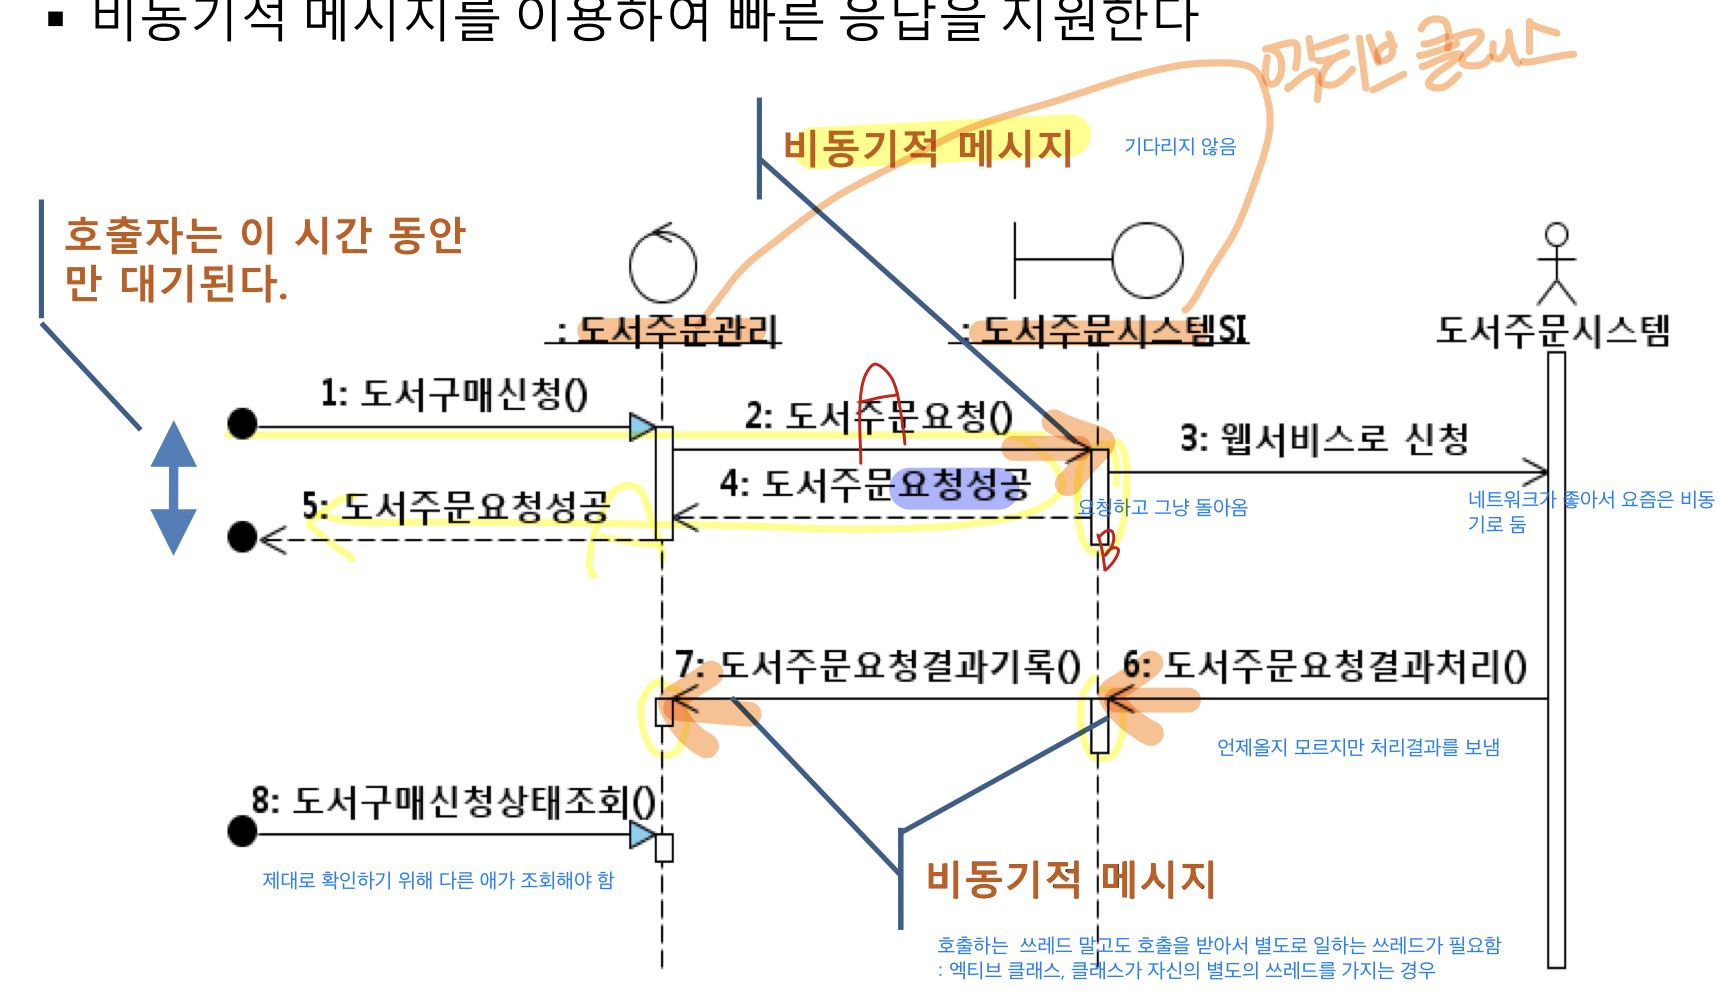 ▪ 비동기적 메시지를 이용하여 빠른 응답을 지원한다
액티브 클래스
비동기적 메시지
기다리지 않음
호출자는 이 시간 동안
만 대기된다.
: 도서주문관리
: 도서주문시스템SI
도서주문시스템
1: 도서구매신청()
A
2: 도서주문요청()
3: 웹서비스로 신청
4: 도서주문요청성공
5: 도서주문요청성공
A
요청하고 그냥 돌아옴
네트워크가 좋아서 요즘은 비동
기로 둠
B
7: 도서주문요청결과기록()
6: 도서주문요청결과처리()
언제올지 모르지만 처리결과를 보냄
8: 도서구매신청상태조회()
제대로 확인하기 위해 다른 애가 조회해야 함
비동기적 메시지
호출하는 쓰레드 말고도 호출을 받아서 별도로 일하는 쓰레드가 필요함
: 엑티브 클래스, 클래스가 자신의 별도의 쓰레드를 가지는 경우